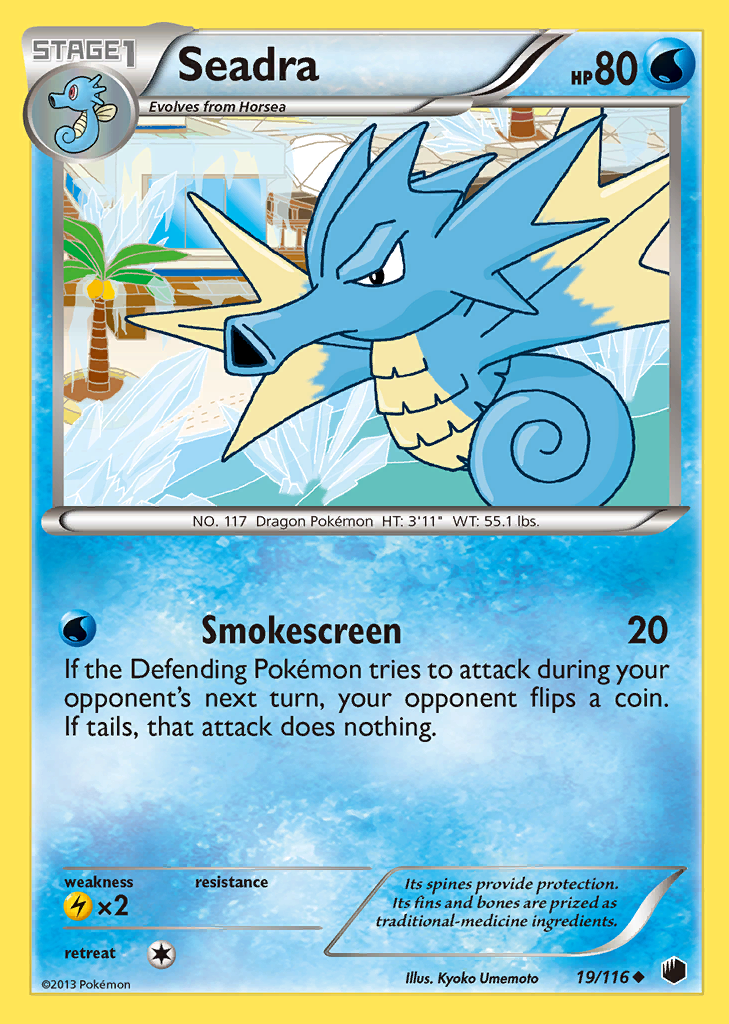 STAGE1
Seadra
HP80
Evolves from Horsea
NO. 117 Dragon Pokémon HT: 3'11" WT: 55.1 lbs.
Smokescreen 20
If the Defending Pokémon tries to attack during your
opponent's next turn, your opponent flips a coin.
If tails, that attack does nothing.
weakness resistance
×2
retreat
Its spines provide protection.
Its fins and bones are prized as
traditional-medicine ingredients.
©2013 Pokémon
Illus. Kyoko Umemoto
19/116